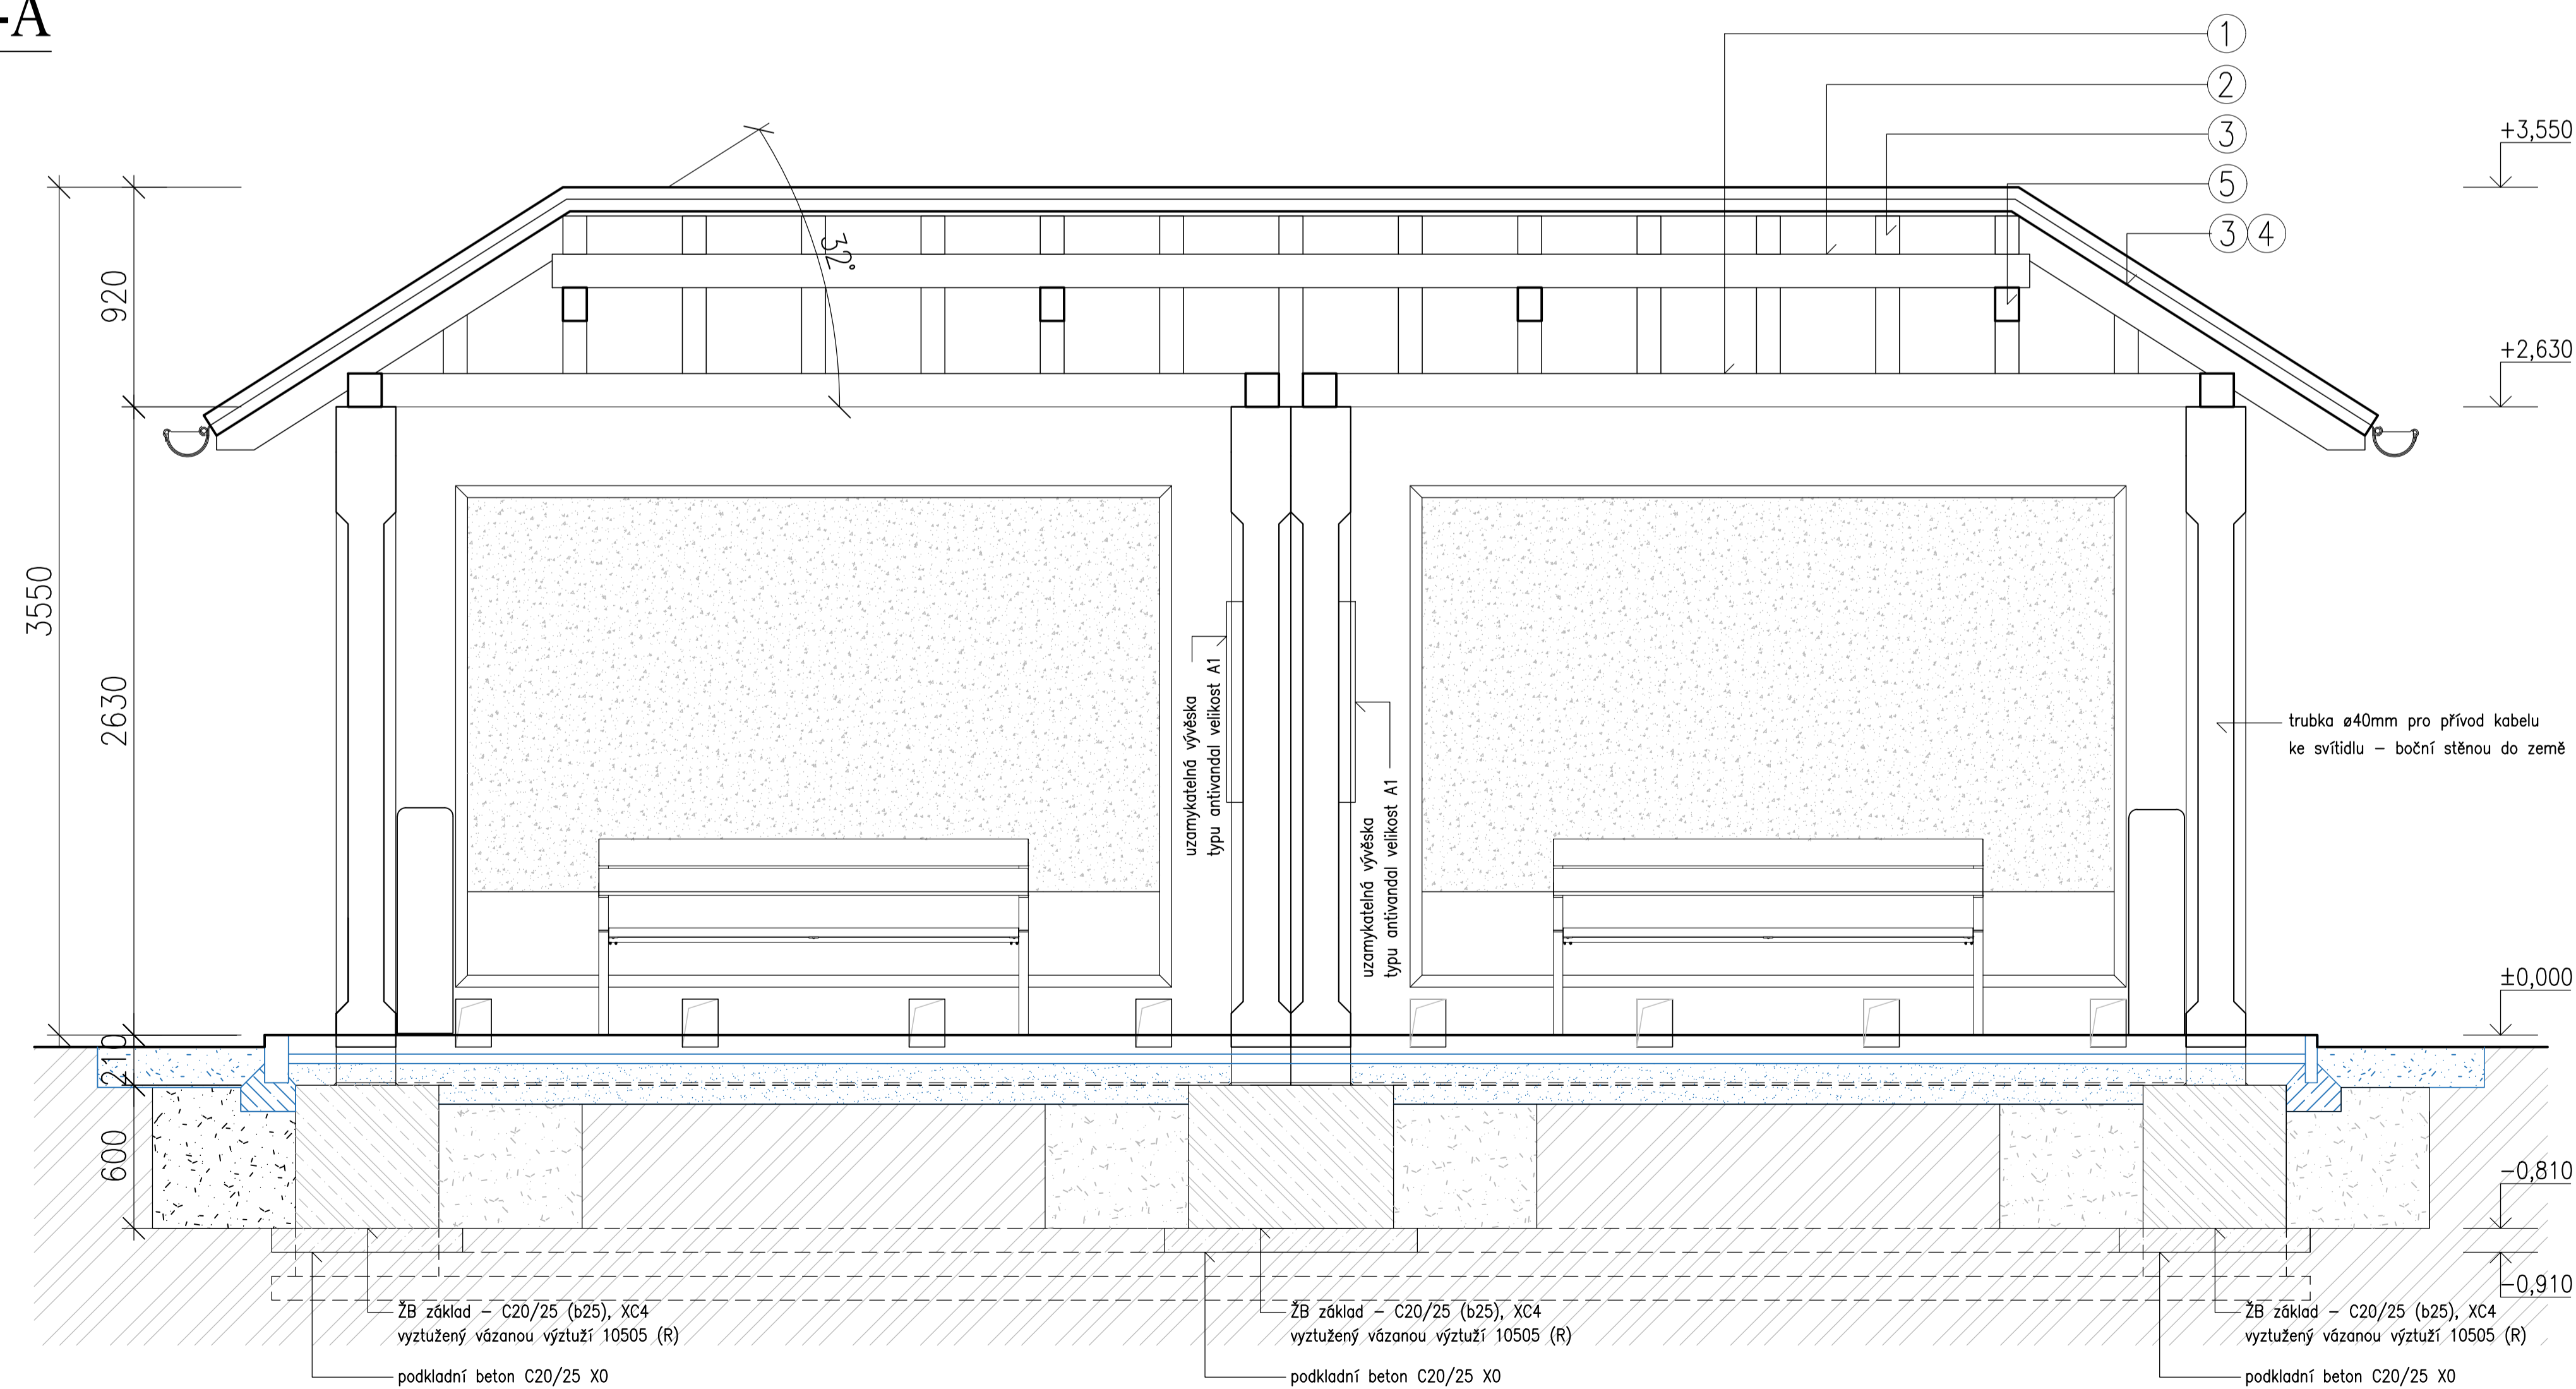 -A
1
2
3
5
3 4
+3,550
+2,630
±0,000
-0,810
-0,910
32°
920
3550
2630
210
600
uzamykatelná vývěska
typu antivandal velikost A1
uzamykatelná vývěska
typu antivandal velikost A1
trubka ø40mm pro přívod kabelu
ke svítidlu – boční stěnou do země
ŽB základ – C20/25 (b25), XC4
vyztužený vázanou výztuží 10505 (R)
podkladní beton C20/25 X0
ŽB základ – C20/25 (b25), XC4
vyztužený vázanou výztuží 10505 (R)
podkladní beton C20/25 X0
ŽB základ – C20/25 (b25), XC4
vyztužený vázanou výztuží 10505 (R)
podkladní beton C20/25 X0